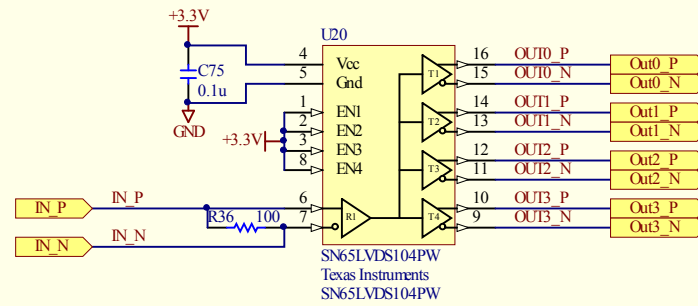 +3.3V
U20
C75
0.1u
GND
4 Vcc
5 Gnd
1 EN1
2 EN2
3 EN3
8 EN4
+3.3V
6
7
R1
T1
T2
T3
T4
16 OUT0_P Out0_P
15 OUT0_N Out0_N
14 OUT1_P Out1_P
13 OUT1_N Out1_N
12 OUT2_P Out2_P
11 OUT2_N Out2_N
10 OUT3_P Out3_P
9 OUT3_N Out3_N
IN_P IN_P
R36 100
IN_N IN_N
SN65LVDS104PW
Texas Instruments
SN65LVDS104PW